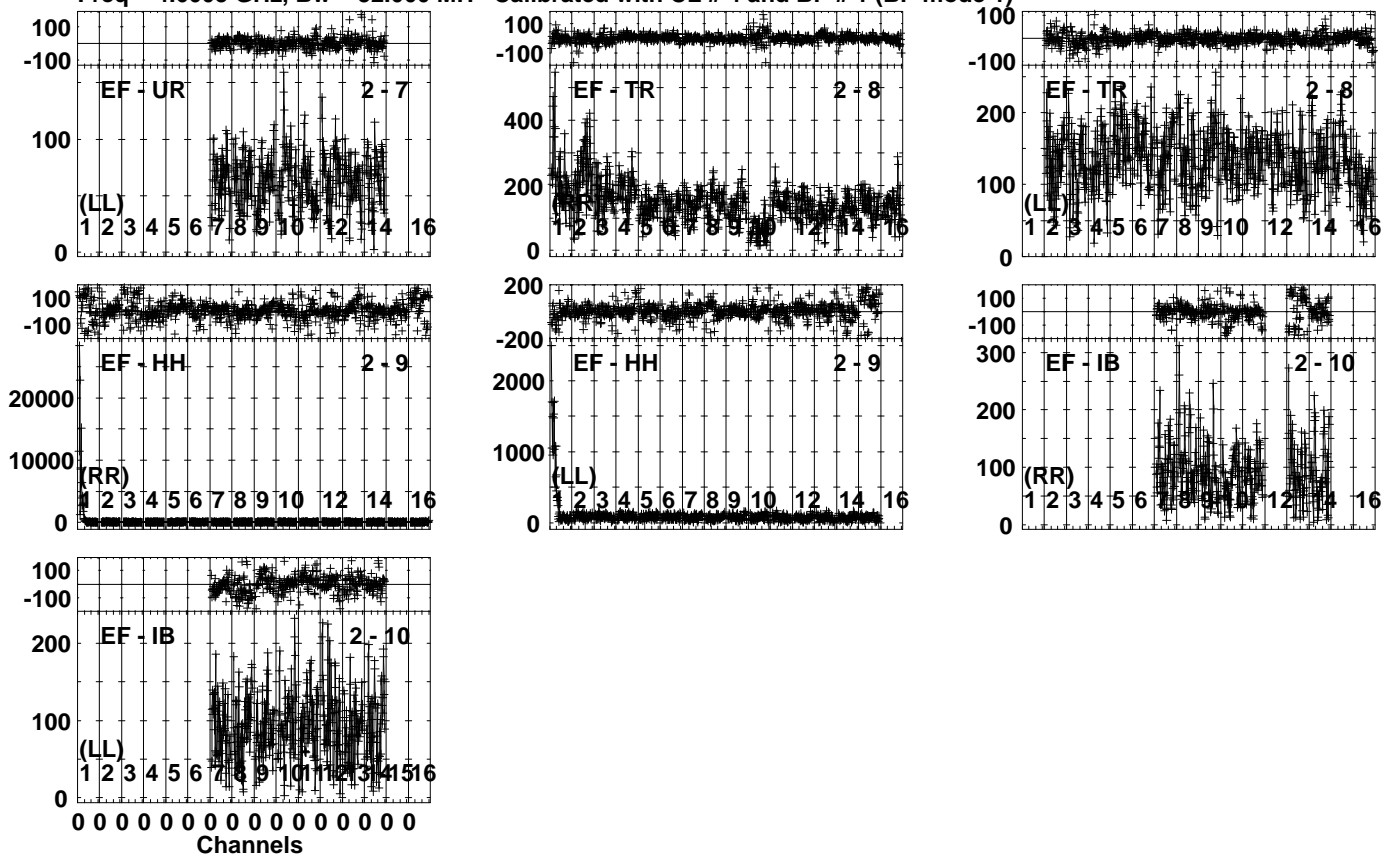 100
-100
EF - UR 2 - 7
100
(LL)
1 2 3 4 5 6 7 8 9 10 12 14 16
0
100
-100
EF - TR 2 - 8
400
200
(RR)
1 2 3 4 5 6 7 8 9 10 12 14 16
0
100
-100
EF - TR 2 - 8
200
100
(LL)
1 2 3 4 5 6 7 8 9 10 12 14 16
0
100
-100
EF - HH 2 - 9
20000
10000
(RR)
1 2 3 4 5 6 7 8 9 10 12 14 16
0
200
-200
EF - HH 2 - 9
2000
1000
(LL)
1 2 3 4 5 6 7 8 9 10 12 14 16
0
100
-100
EF - IB 2 - 10
300
200
100
(RR)
1 2 3 4 5 6 7 8 9 10 12 14 16
0
100
-100
EF - IB 2 - 10
200
100
(LL)
1 2 3 4 5 6 7 8 9 10 11 12 13 14 15 16
0
0 0 0 0 0 0 0 0 0 0 0 0 0 0 0 0
Channels